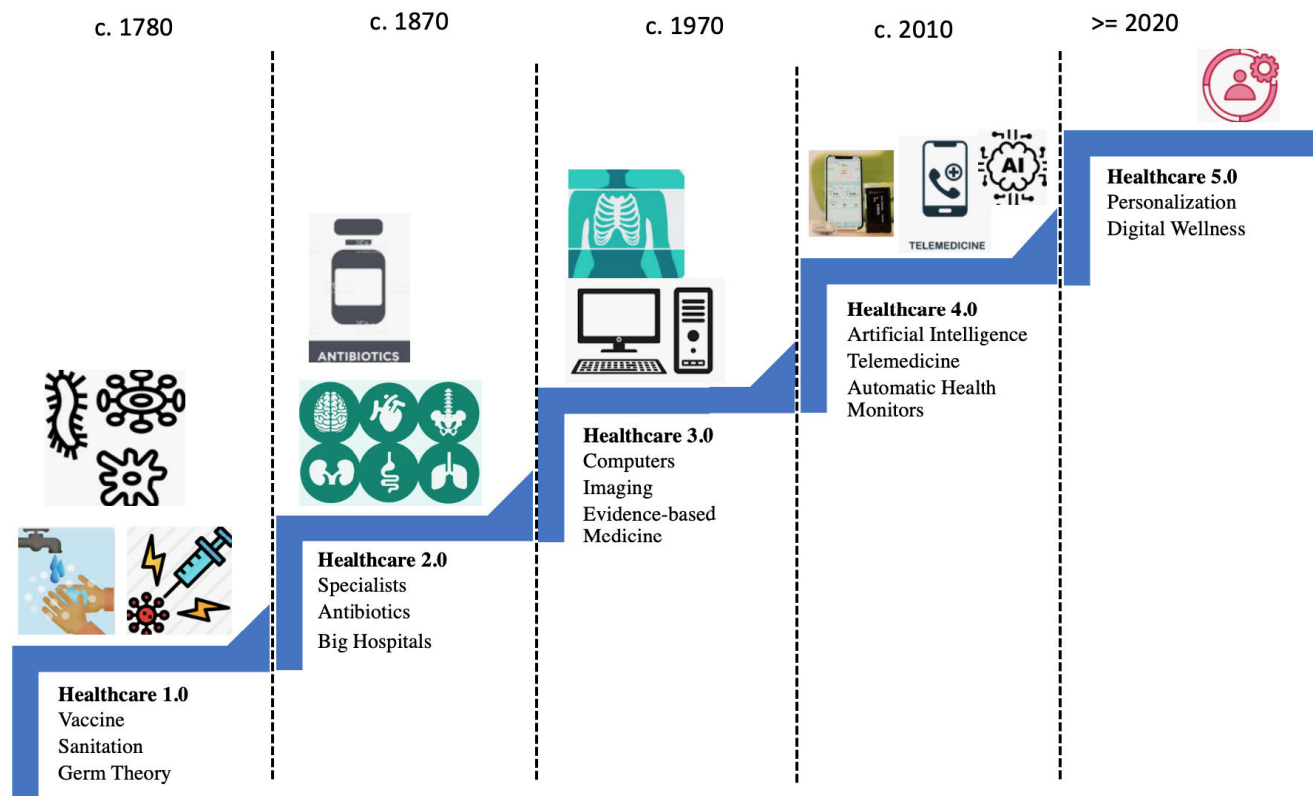 c. 1780
c. 1870
c. 1970
c. 2010
>= 2020
ANTIBIOTICS
TELEMEDICINE
AI
Healthcare 1.0
Vaccine
Sanitation
Germ Theory
Healthcare 2.0
Specialists
Antibiotics
Big Hospitals
Healthcare 3.0
Computers
Imaging
Evidence-based
Medicine
Healthcare 4.0
Artificial Intelligence
Telemedicine
Automatic Health
Monitors
Healthcare 5.0
Personalization
Digital Wellness